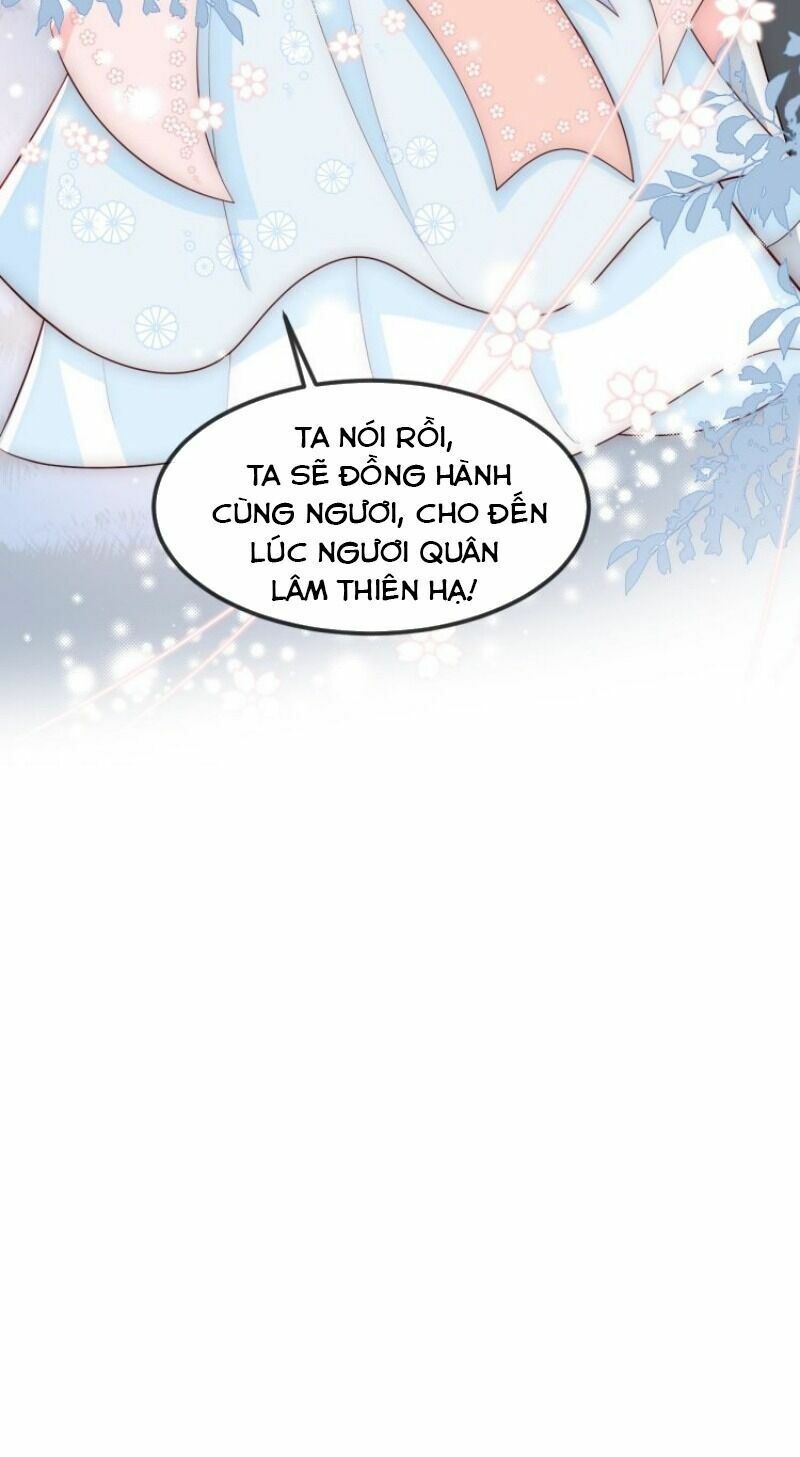 TA NÓI RỒI,
TA SẼ ĐỒNG HÀNH
CÙNG NGƯƠI, CHO ĐẾN
LÚC NGƯƠI QUÂN
LÂM THIÊN HẠ!